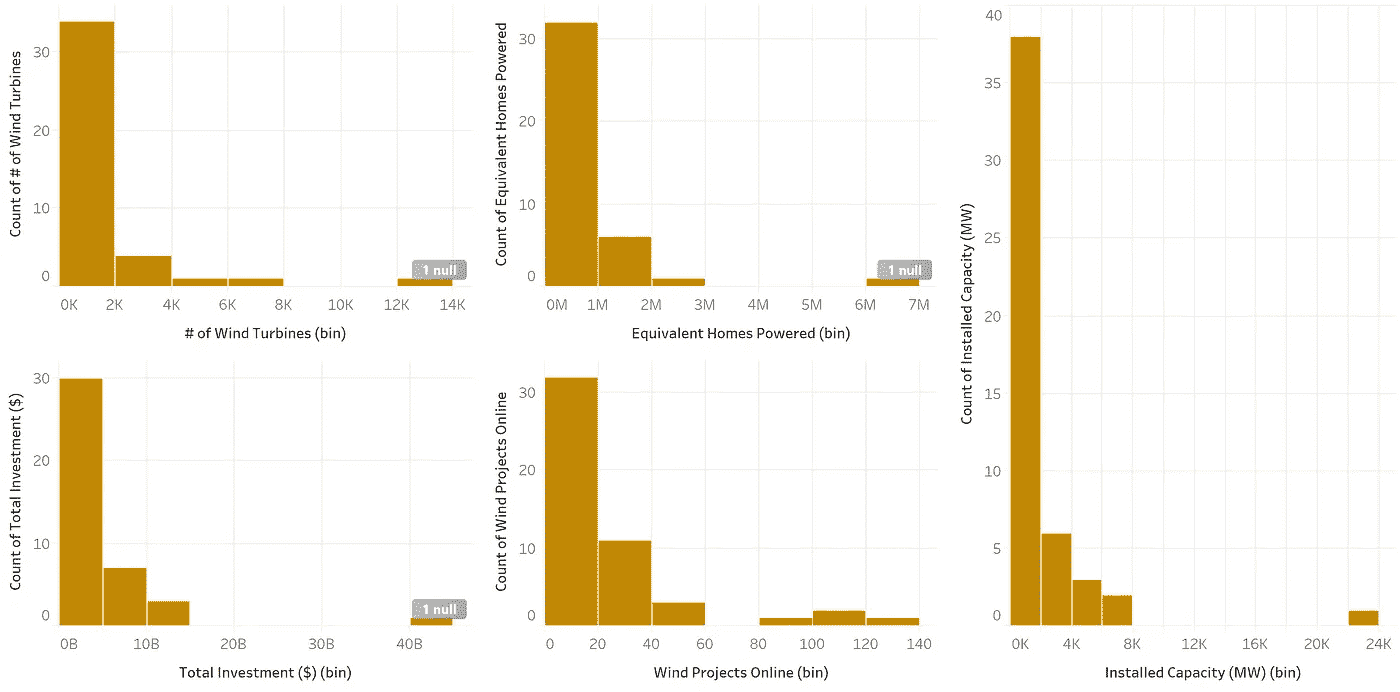 Count of # of Wind Turbines
30
20
10
0
1 null
0K 2K 4K 6K 8K 10K 12K 14K
# of Wind Turbines (bin)
Count of Equivalent Homes Powered
30
20
10
0
1 null
0M 1M 2M 3M 4M 5M 6M 7M
Equivalent Homes Powered (bin)
Count of Total Investment ($)
30
20
10
0
1 null
0B 10B 20B 30B 40B
Total Investment ($) (bin)
Count of Wind Projects Online
30
20
10
0
0 20 40 60 80 100 120 140
Wind Projects Online (bin)
Count of Installed Capacity (MW)
40
35
30
25
20
15
10
5
0
0K 4K 8K 12K 16K 20K 24K
Installed Capacity (MW) (bin)